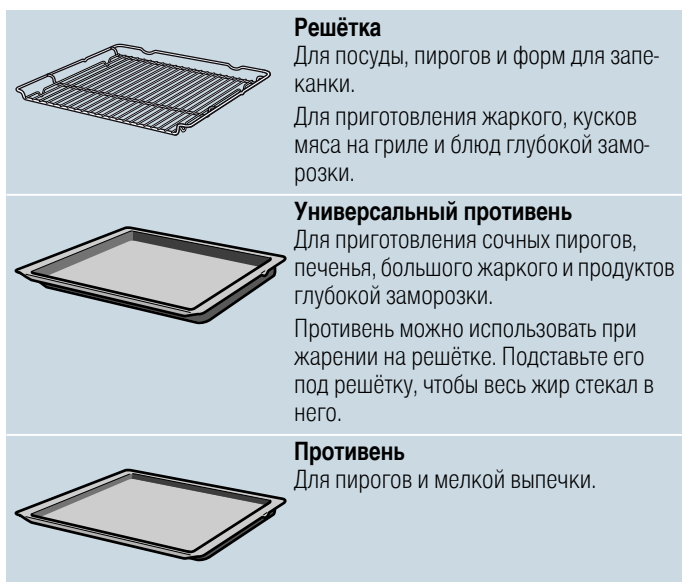 Решётка
Для посуды, пирогов и форм для запе-
канки.
Для приготовления жаркого, кусков
мяса на гриле и блюд глубокой замо-
розки.
Универсальный противень
Для приготовления сочных пирогов,
печенья, большого жаркого и продуктов
глубокой заморозки.
Противень можно использовать при
жарении на решётке. Подставьте его
под решётку, чтобы весь жир стекал в
него.
Противень
Для пирогов и мелкой выпечки.